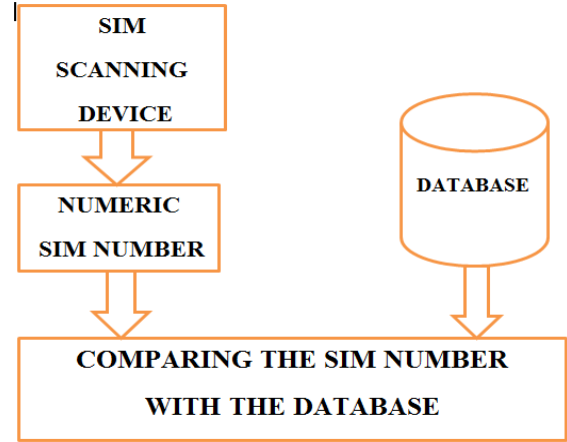 SIM
SCANNING
DEVICE
NUMERIC
SIM NUMBER
DATABASE
COMPARING THE SIM NUMBER
WITH THE DATABASE